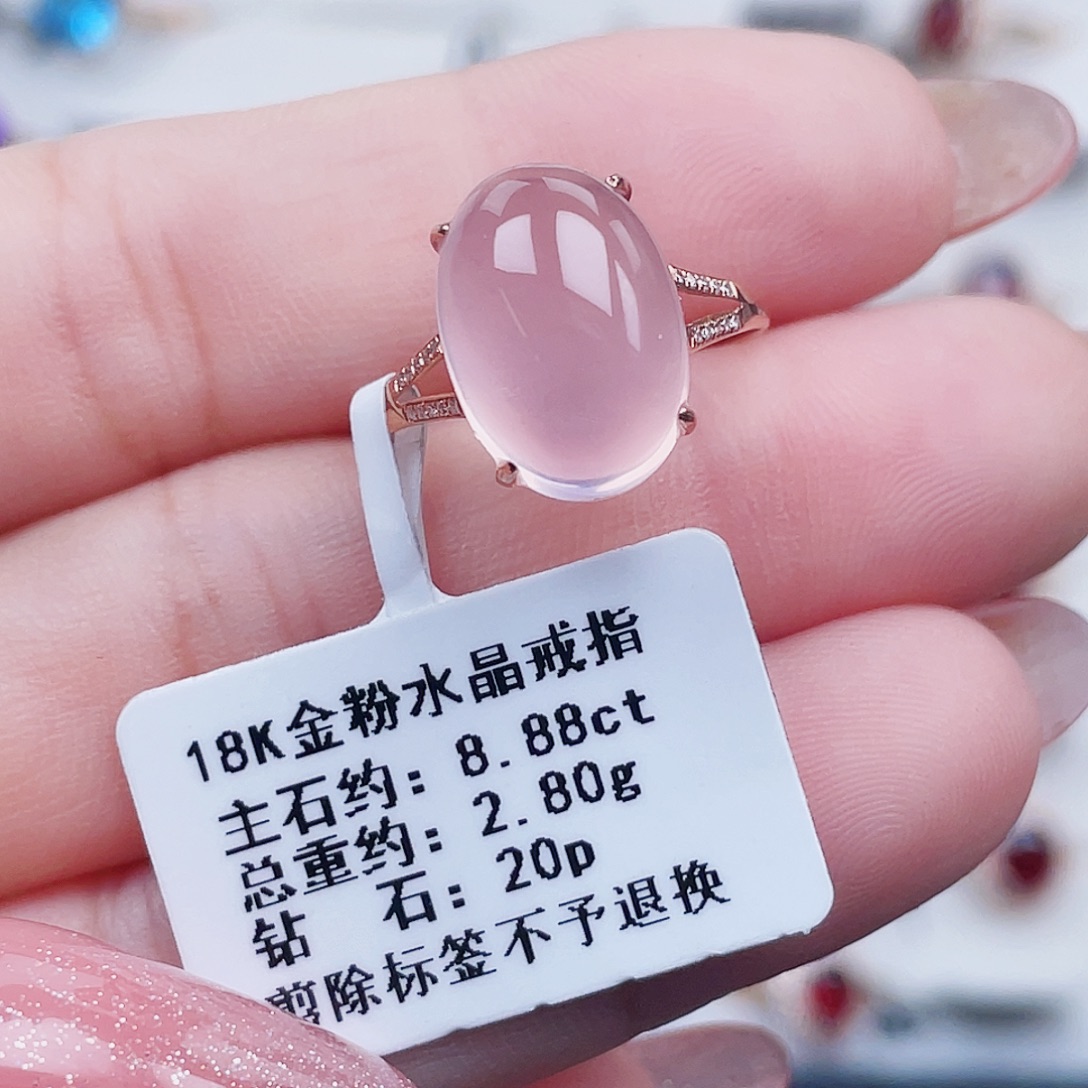 18K金粉水晶戒指
主石约：8.88ct
总重约：2.80g
钻 石：20p
剪除标签不予退换